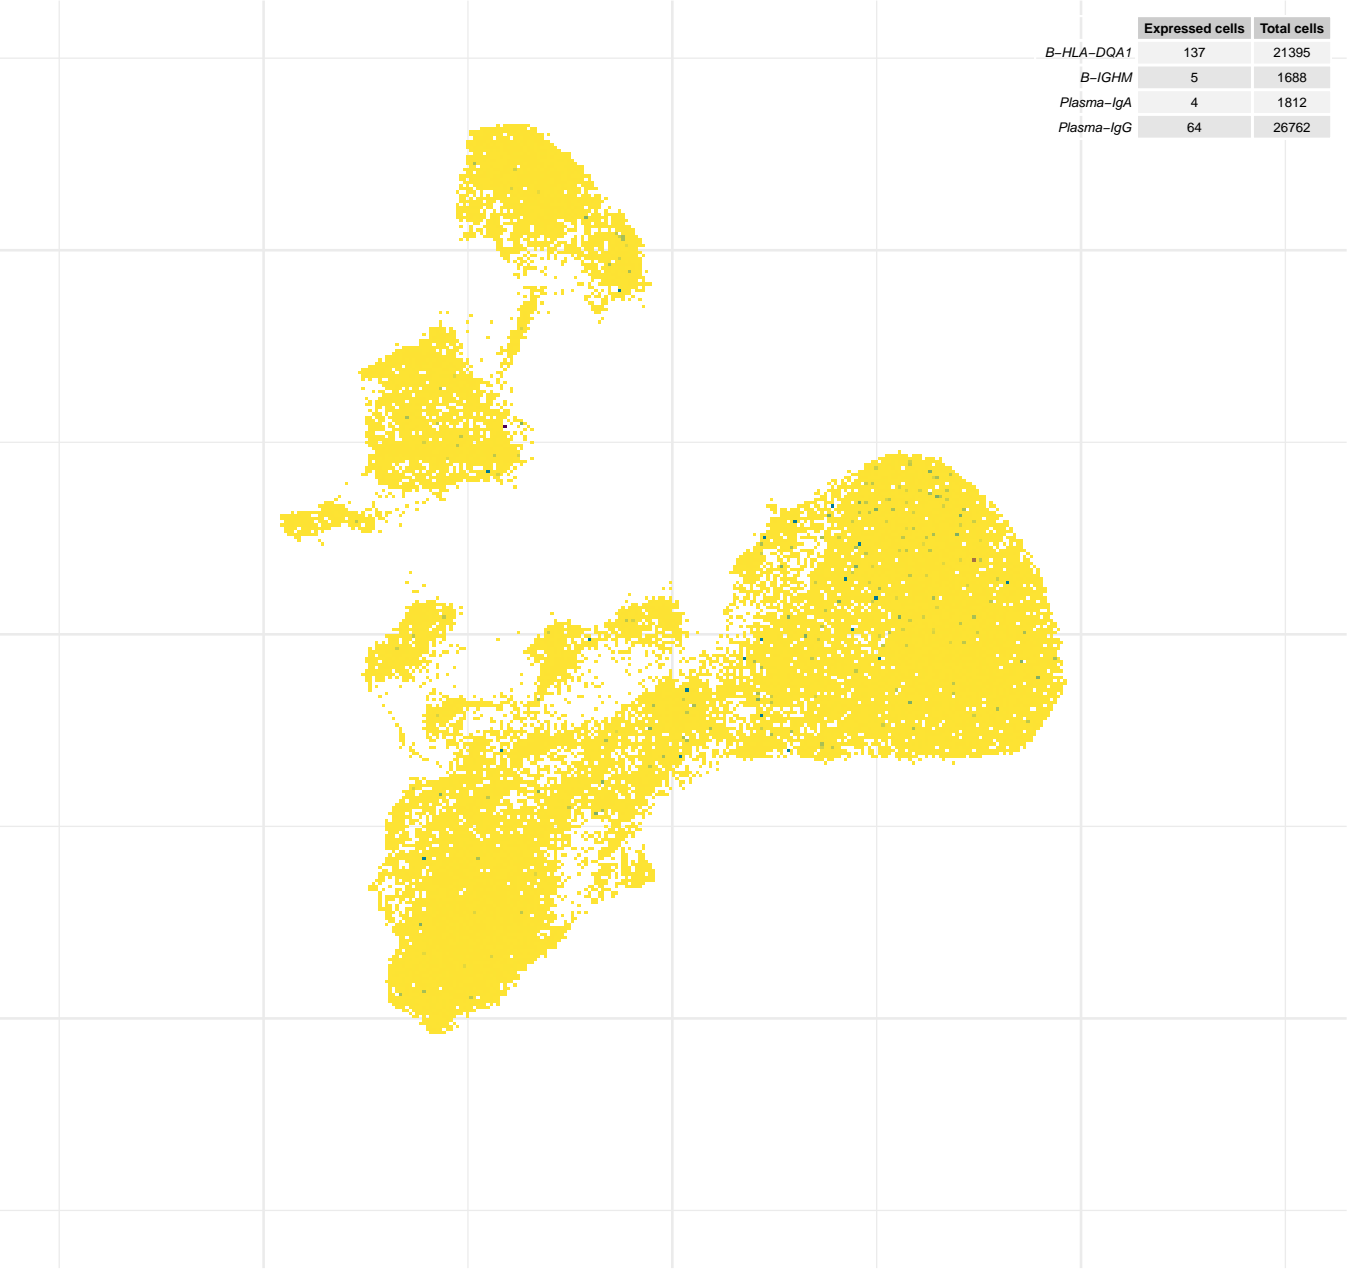 Expressed cells Total cells
B−HLA−DQA1 137 21395
B−IGHM 5 1688
Plasma−IgA 4 1812
Plasma−IgG 64 26762